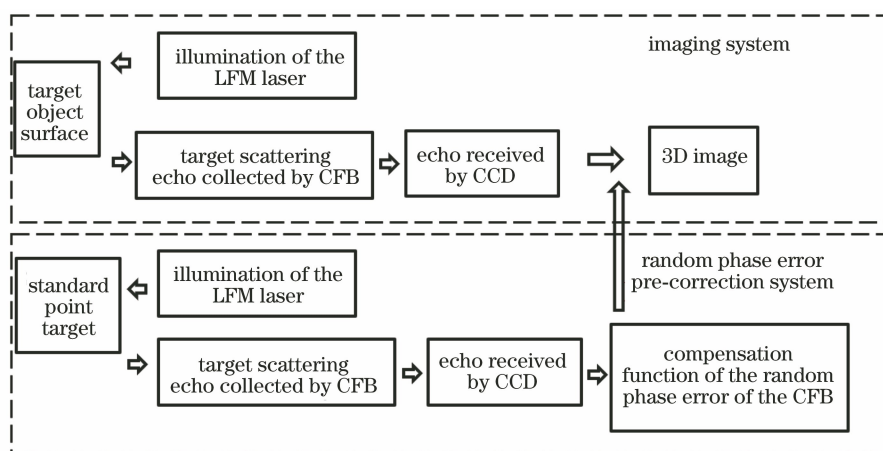 imaging system
illumination of the
LFM laser
target
object
surface
target scattering
echo collected by CFB
echo received
by CCD
3D image
random phase error
pre-correction system
illumination of the
LFM laser
standard
point
target
target scattering
echo collected by CFB
echo received
by CCD
compensation
function of the random
phase error of the CFB